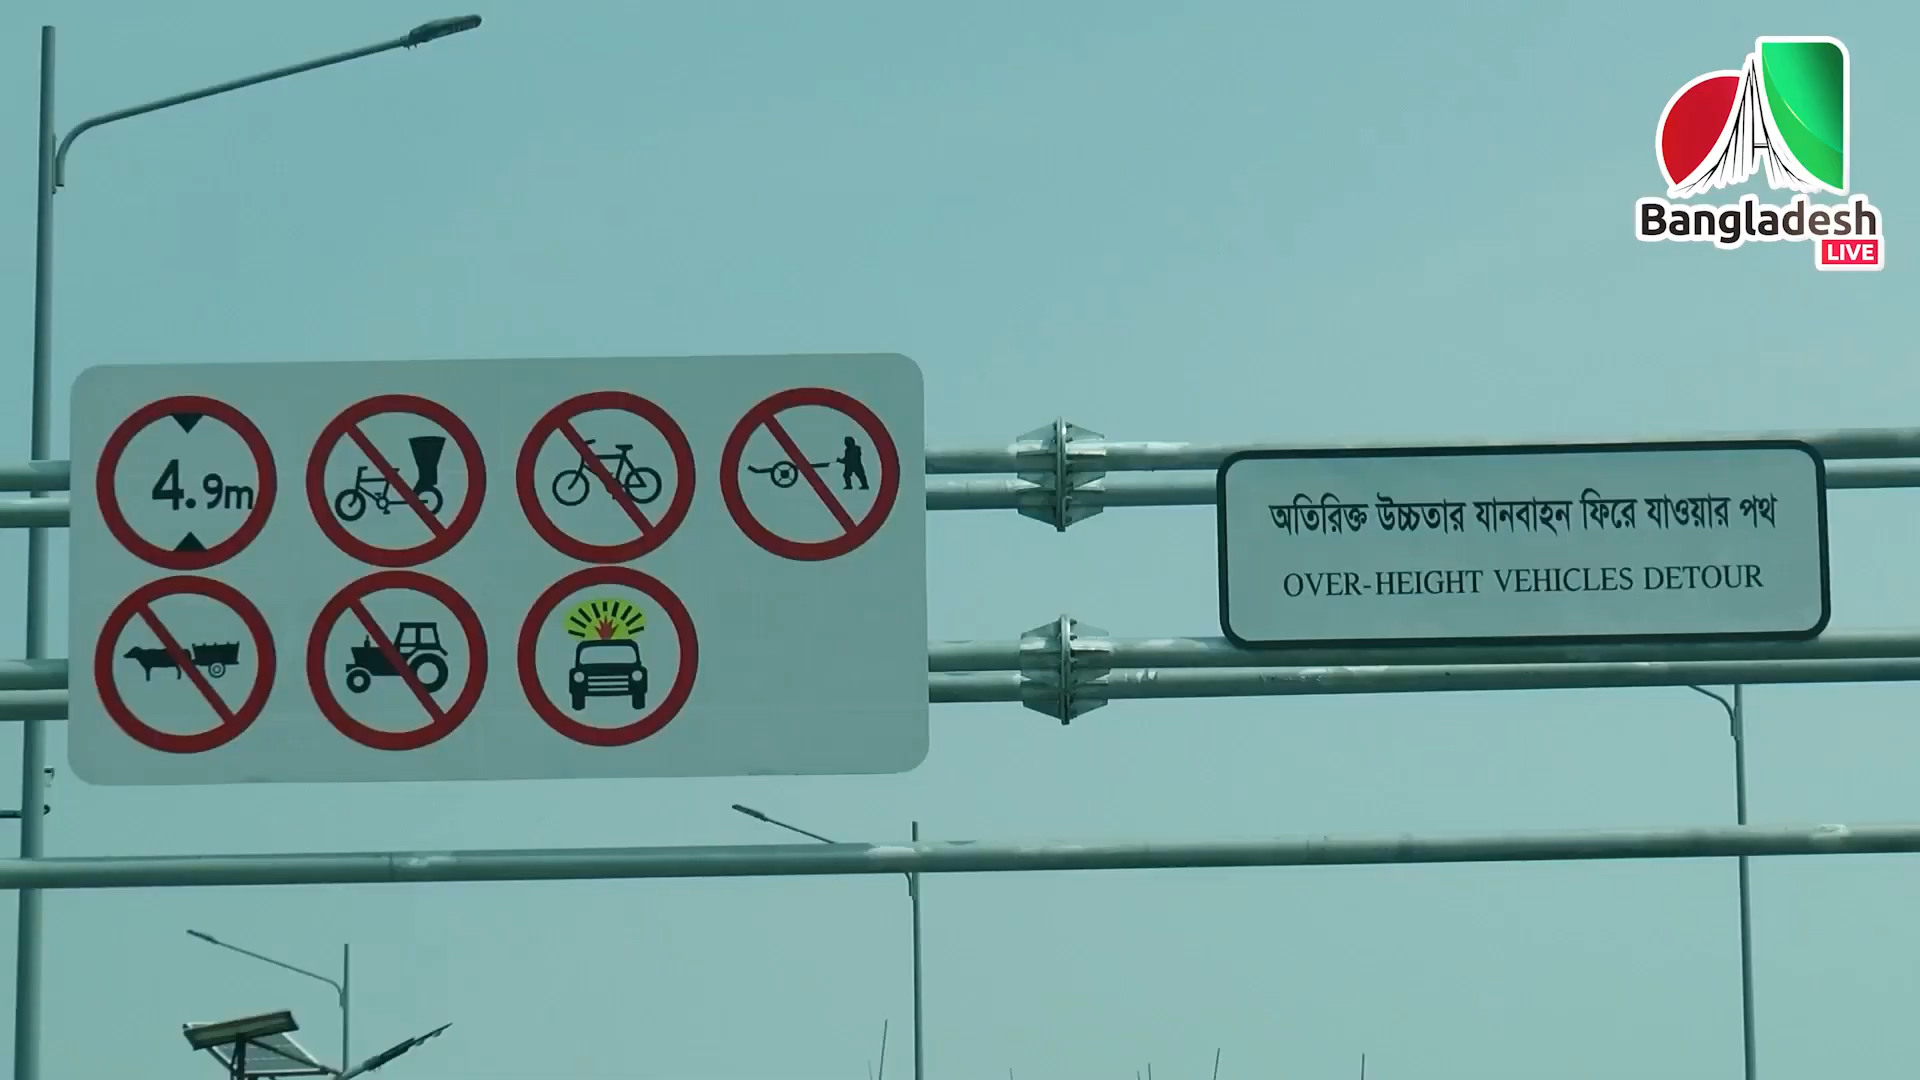 Bangladesh
LIVE
4.9m
অতিরিক্ত উচ্চতার যানবাহন ফিরে যাওয়ার পথ
OVER-HEIGHT VEHICLES DETOUR